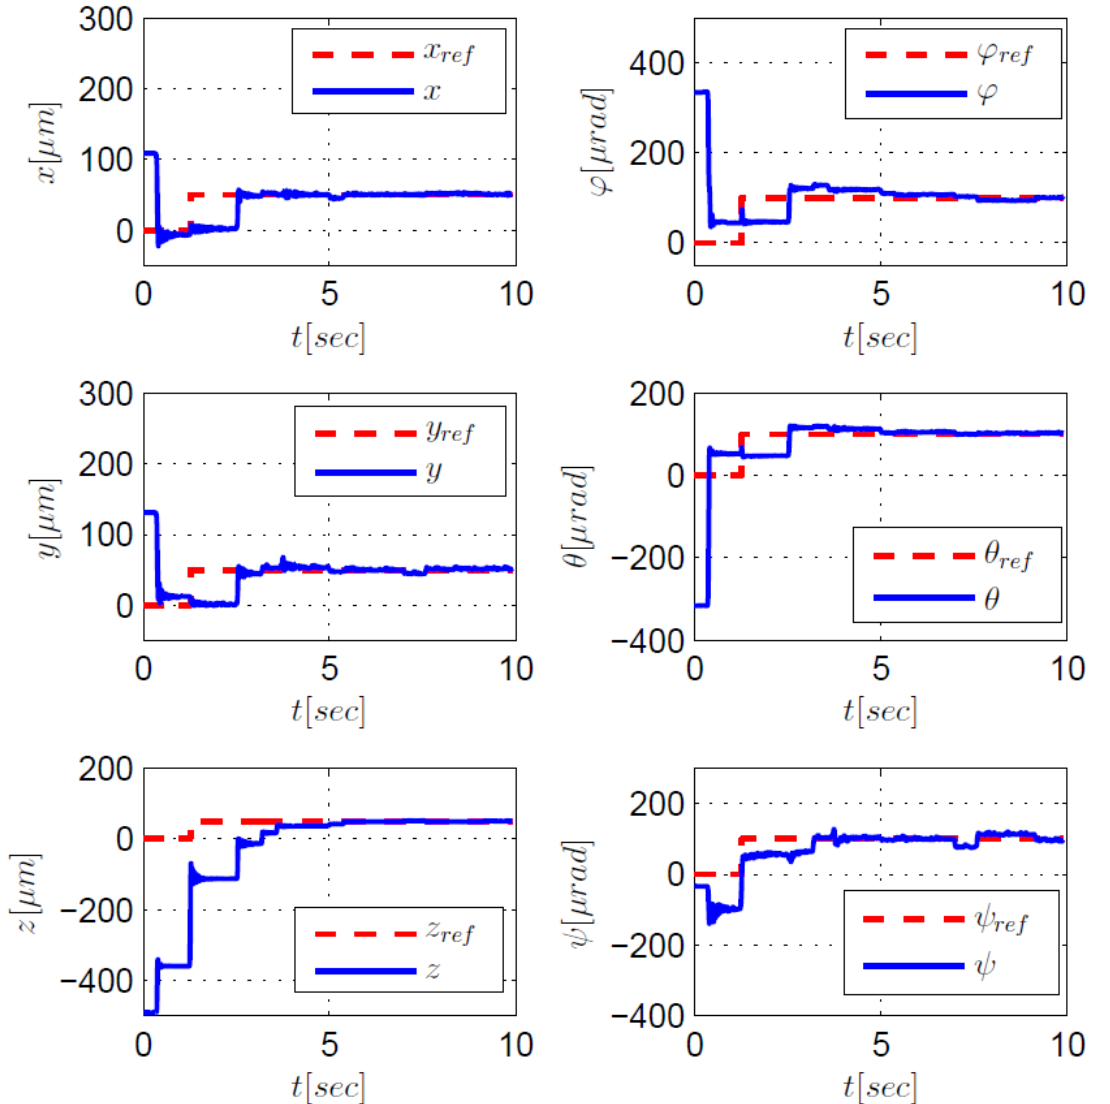 300
200
100
0
0
5
10
x[μm]
t[sec]
x_ref
x
400
200
0
0
5
10
φ[μrad]
t[sec]
φ_ref
φ
300
200
100
0
0
5
10
y[μm]
t[sec]
y_ref
y
200
0
−200
−400
0
5
10
θ[μrad]
t[sec]
θ_ref
θ
200
0
−200
−400
0
5
10
z[μm]
t[sec]
z_ref
z
200
0
−200
−400
0
5
10
ψ[μrad]
t[sec]
ψ_ref
ψ